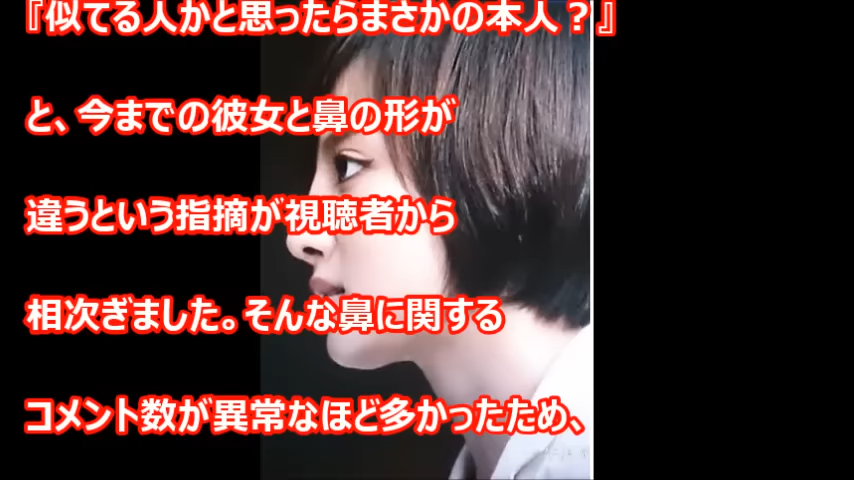 『似てる人かと思ったらまさかの本人？』
と、今までの彼女と鼻の形が
違うという指摘が視聴者から
相次ぎました。そんな鼻に関する
コメント数が異常なほど多かったため、